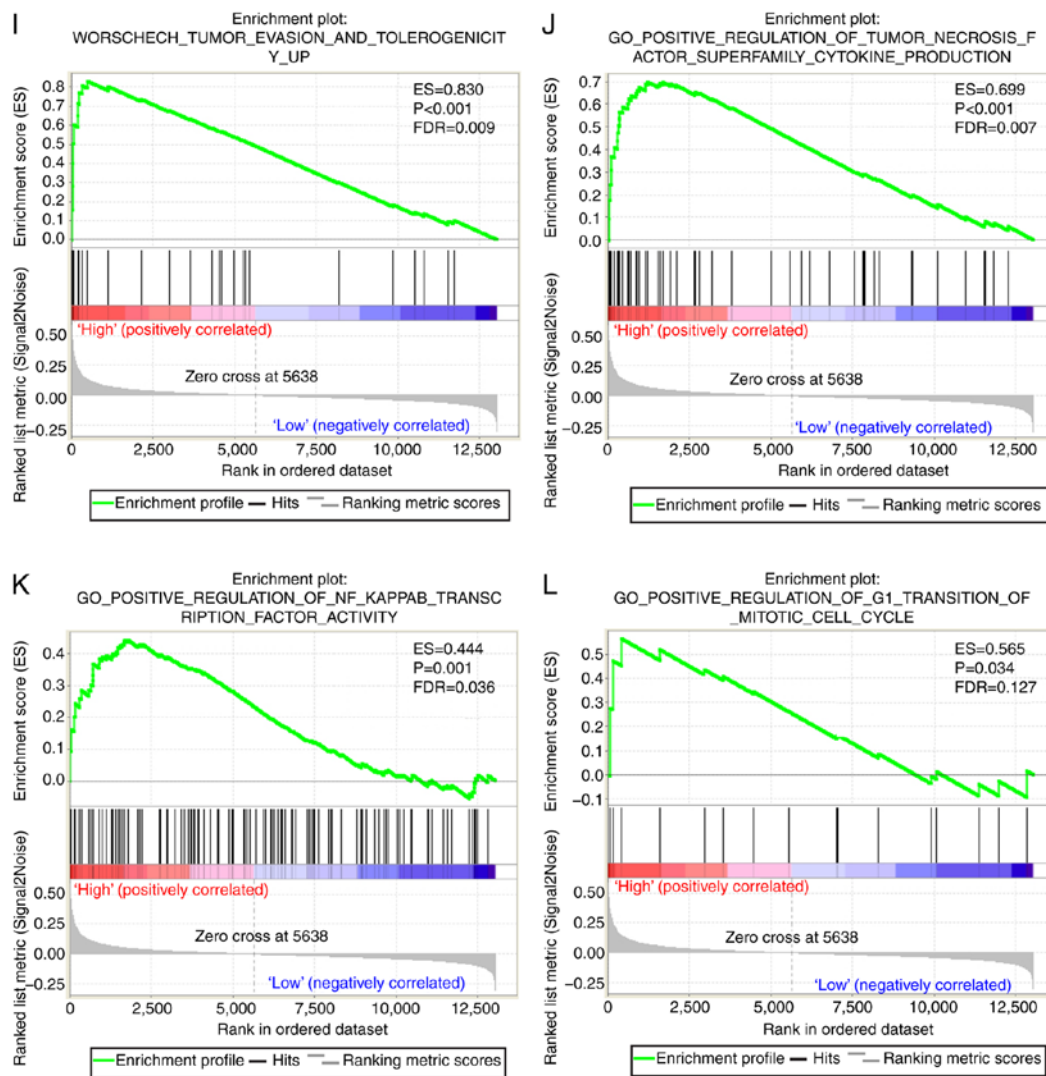 I
Enrichment plot:
WORSCHECH_TUMOR_EVASION_AND_TOLEROGENICIT
Y_UP
Enrichment score (ES)
0.8
0.7
0.6
0.5
0.4
0.3
0.2
0.1
0.0
ES=0.830
P<0.001
FDR=0.009
Ranked list metric (Signal2Noise)
0.50
0.25
0.00
−0.25
'High' (positively correlated)
Zero cross at 5638
'Low' (negatively correlated)
0 2,500 5,000 7,500 10,000 12,500
Rank in ordered dataset
Enrichment profile Hits Ranking metric scores
J
Enrichment plot:
GO_POSITIVE_REGULATION_OF_TUMOR_NECROSIS_F
ACTOR_SUPERFAMILY_CYTOKINE_PRODUCTION
Enrichment score (ES)
0.7
0.6
0.5
0.4
0.3
0.2
0.1
0.0
ES=0.699
P<0.001
FDR=0.007
Ranked list metric (Signal2Noise)
0.50
0.25
0.00
−0.25
'High' (positively correlated)
Zero cross at 5638
'Low' (negatively correlated)
0 2,500 5,000 7,500 10,000 12,500
Rank in ordered dataset
Enrichment profile Hits Ranking metric scores
K
Enrichment plot:
GO_POSITIVE_REGULATION_OF_NF_KAPPAB_TRANSC
RIPTION_FACTOR_ACTIVITY
Enrichment score (ES)
0.4
0.3
0.2
0.1
0.0
ES=0.444
P=0.001
FDR=0.036
Ranked list metric (Signal2Noise)
0.50
0.25
0.00
−0.25
'High' (positively correlated)
Zero cross at 5638
'Low' (negatively correlated)
0 2,500 5,000 7,500 10,000 12,500
Rank in ordered dataset
Enrichment profile Hits Ranking metric scores
L
Enrichment plot:
GO_POSITIVE_REGULATION_OF_G1_TRANSITION_OF
_MITOTIC_CELL_CYCLE
Enrichment score (ES)
0.5
0.4
0.3
0.2
0.1
0.0
−0.1
ES=0.565
P=0.034
FDR=0.127
Ranked list metric (Signal2Noise)
0.50
0.25
0.00
−0.25
'High' (positively correlated)
Zero cross at 5638
'Low' (negatively correlated)
0 2,500 5,000 7,500 10,000 12,500
Rank in ordered dataset
Enrichment profile Hits Ranking metric scores